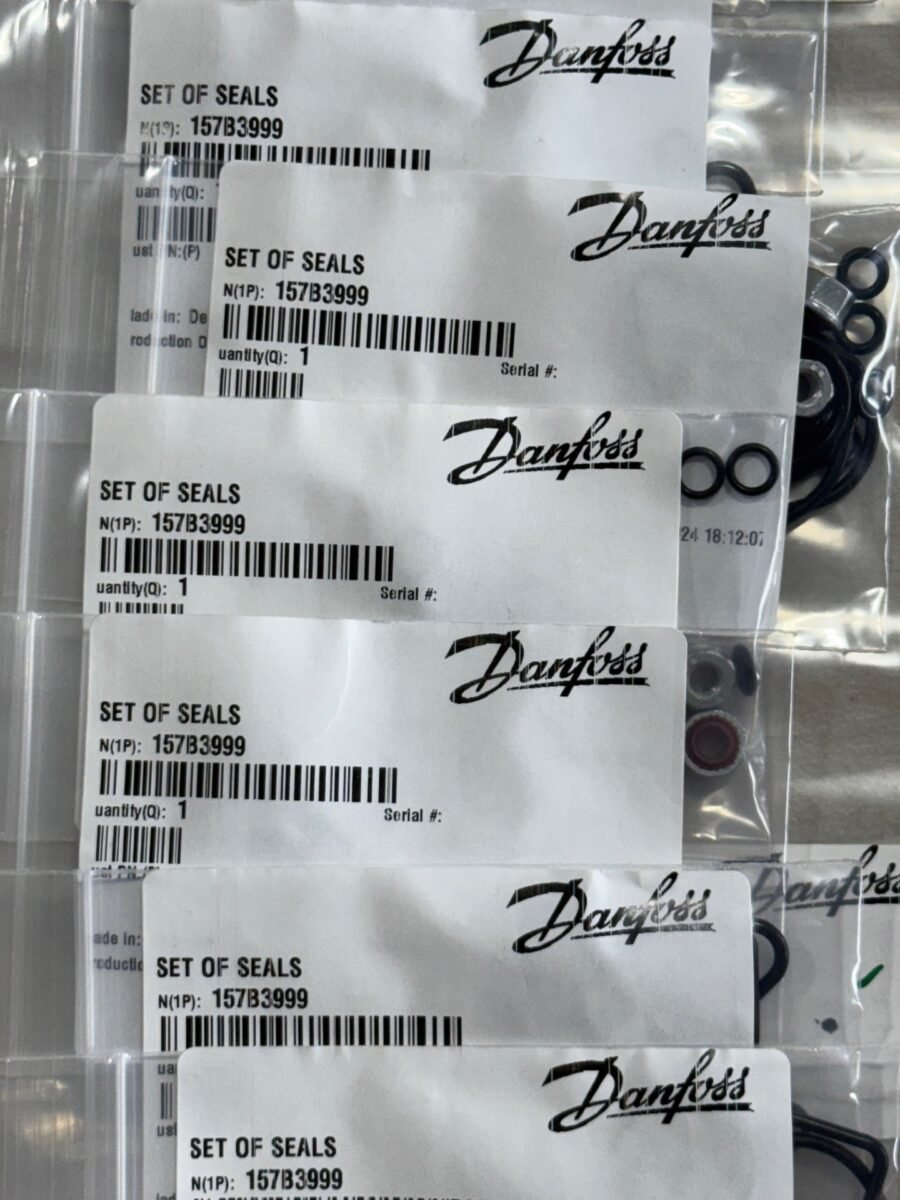 Danfoss
SET OF SEALS
N(1P): 157B3999
uantity(Q):
ust PN:(P)
ade in: De
roduction D
Danfoss
SET OF SEALS
N(1P): 157B3999
uantity(Q): 1
Serial #:
Danfoss
SET OF SEALS
N(1P): 157B3999
24 18:12:07
uantity(Q): 1
Serial #:
Danfoss
SET OF SEALS
N(1P): 157B3999
uantity(Q): 1
Serial #:
Danfoss
Danfoss
ade in:
roductio
SET OF SEALS
N(1P): 157B3999
ua
ust
Danfoss
SET OF SEALS
N(1P): 157B3999